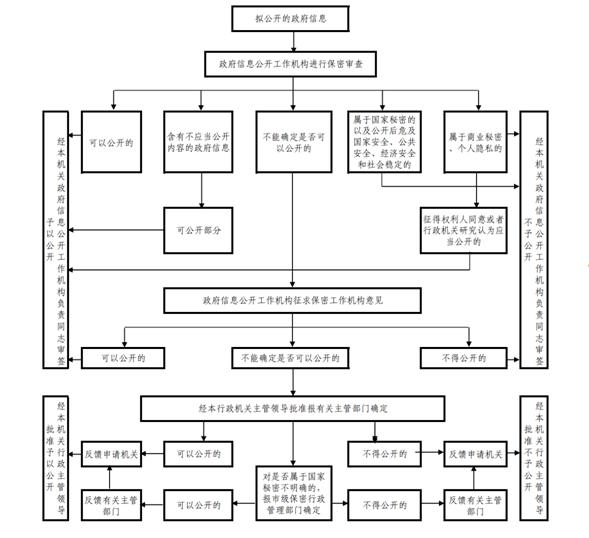 拟公开的政府信息
政府信息公开工作机构进行保密审查
可以公开的
含有不应当公开
内容的政府信息
不能确定是否可
以公开的
属于国家秘密的
以及公开后危及
国家安全、公共
安全、经济安全
和社会稳定的
属于商业秘密
、个人隐私的
经本机关政府信息公开工作机构负责同志审签
予以公开
经本机关政府信息公开工作机构负责同志审签
不予公开
可公开部分
征得权利人同意或者
行政机关研究认为应
当公开的
政府信息公开工作机构征求保密工作机构意见
可以公开的
不能确定是否可以公开的
不得公开的
经本行政机关主管领导批准报有关主管部门确定
经本机关行政主管领导
批准予以公开
反馈申请机关
可以公开的
对是否属于国家
秘密不明确的，
报市级保密行政
管理部门确定
不得公开的
反馈申请机关
经本机关行政主管领导
批准不予公开
反馈有关主管
部门
可以公开的
不得公开的
反馈有关主管
部门